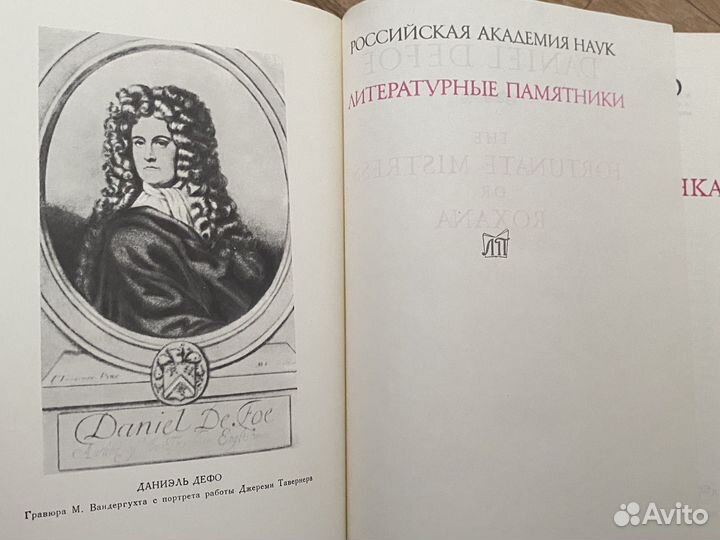 Daniel De Foe
ДАНИЭЛЬ ДЕФО
Гравюра М. Вандергухта с портрета работы Джереми Тавернера
РОССИЙСКАЯ АКАДЕМИЯ НАУК
ЛИТЕРАТУРНЫЕ ПАМЯТНИКИ
DANIEL DEFOE
THE
FORTUNATE MISTRESS
OR
ROXANA
ЛП
Avito